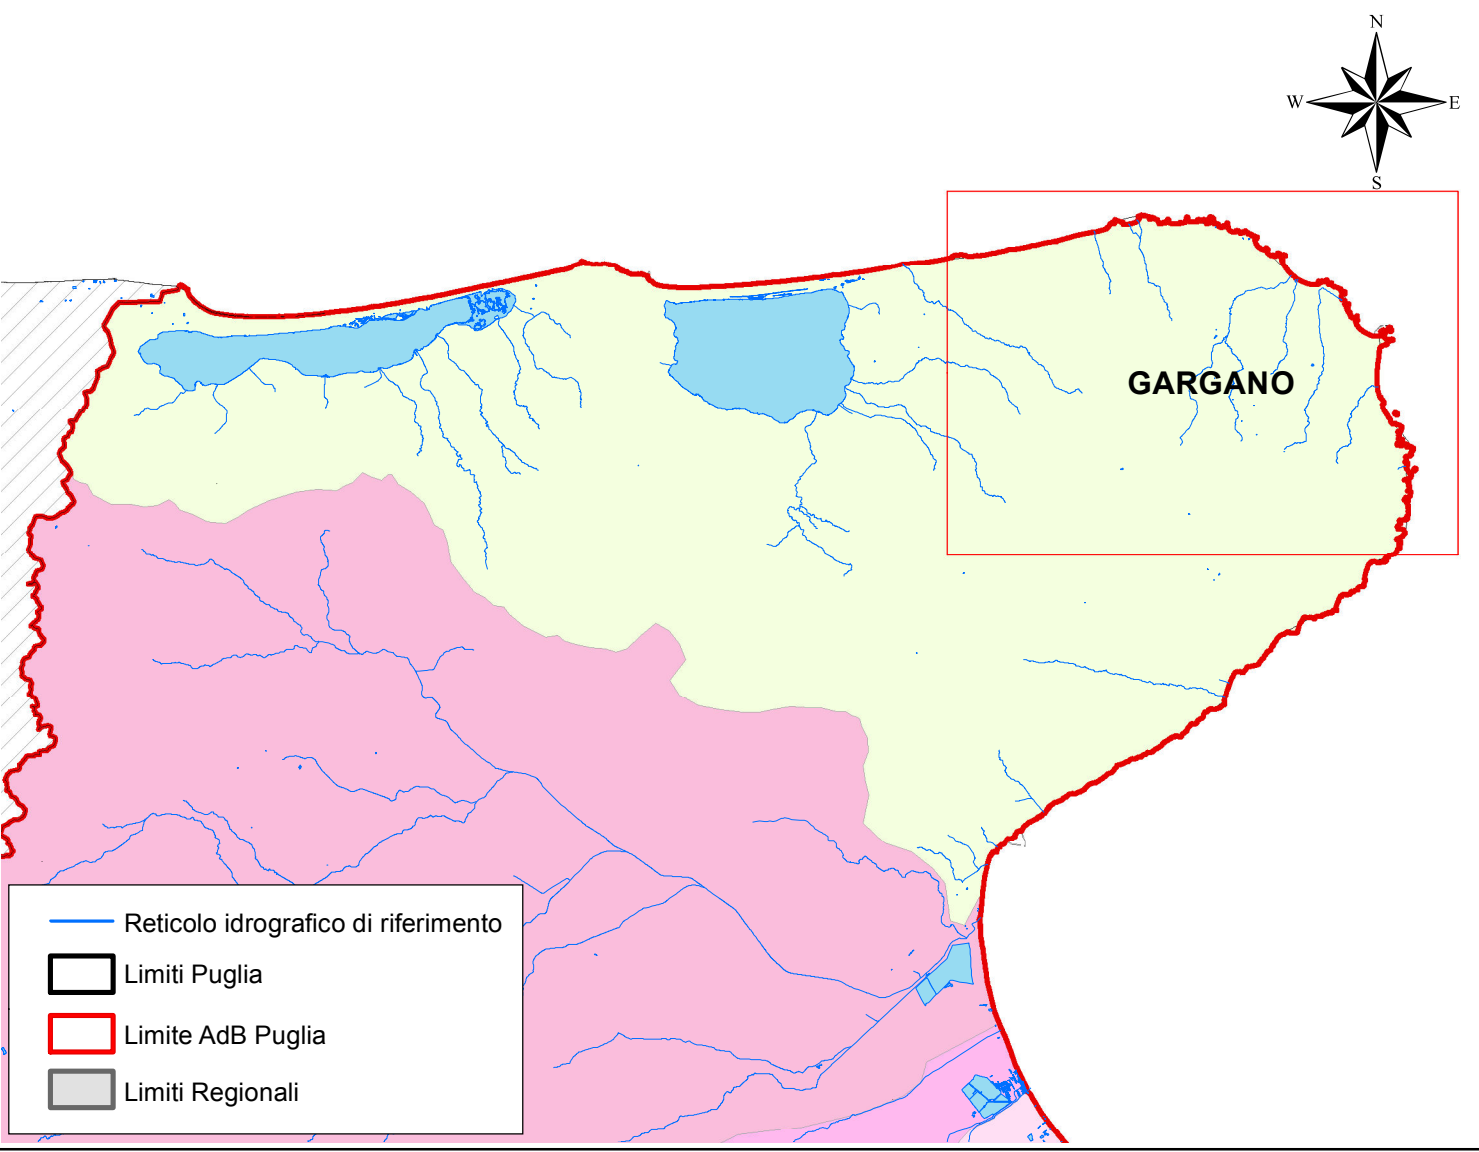 N
W E
S
GARGANO
Reticolo idrografico di riferimento
Limiti Puglia
Limite AdB Puglia
Limiti Regionali